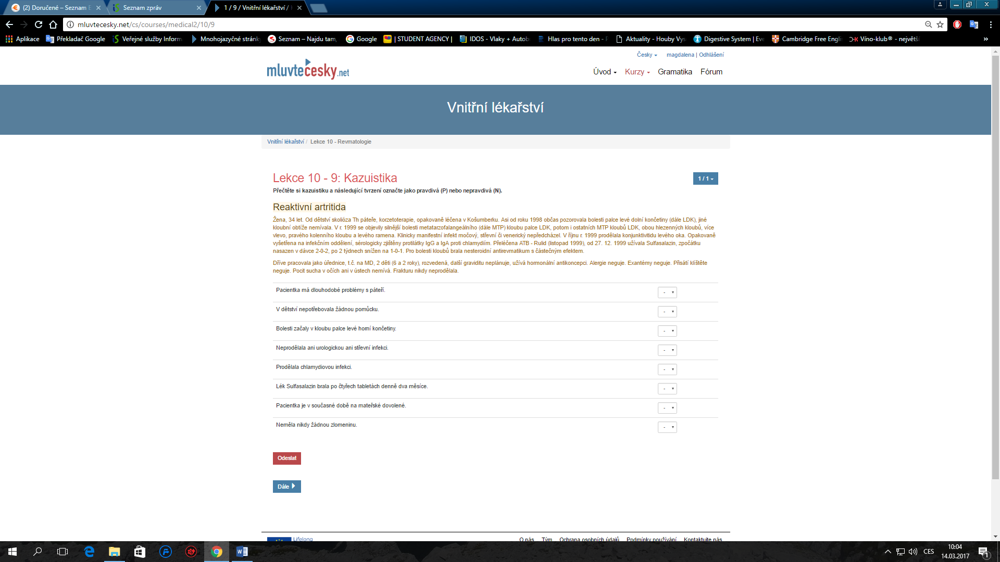 (2) Doručené – Seznam E
Seznam zpráv
1 / 9 / Vnitřní lékařství /
mluvtecesky.net/cs/courses/medical2/10/9
Aplikace
Překladač Google
Veřejné služby Inform
Mnohojazyčné stránk
Seznam – Najdu tam,
Google
| STUDENT AGENCY |
IDOS - Vlaky + Autob
Hlas pro tento den -
Aktuality - Houby Vys
Digestive System | Eve
Cambridge Free Engli
Víno-klub® - největší
»
Česky
magdalena | Odhlášení
mluvtečesky.net
Úvod
Kurzy
Gramatika
Fórum
Vnitřní lékařství
Vnitřní lékařství / Lekce 10 - Revmatologie
Lekce 10 - 9: Kazuistika
1 / 1
Přečtěte si kazuistiku a následující tvrzení označte jako pravdivá (P) nebo nepravdivá (N).
Reaktivní artritida
Žena, 34 let. Od dětství skolióza Th páteře, korzetoterapie, opakovaně léčena v Košumberku. Asi od roku 1998 občas pozorovala bolesti palce levé dolní končetiny (dále LDK), jiné
kloubní obtíže nemívala. V r. 1999 se objevily silnější bolesti metatarzofalangeálního (dále MTP) kloubu palce LDK, potom i ostatních MTP kloubů LDK, obou hlezenných kloubů, více
vlevo, pravého kolenního kloubu a levého ramena. Klinicky manifestní infekt močový, střevní či venerický nepředcházel. V říjnu r. 1999 prodělala konjunktivitidu levého oka. Opakovaně
vyšetřena na infekčním oddělení, sérologicky zjištěny protilátky IgG a IgA proti chlamydiím. Přeléčena ATB - Rulid (listopad 1999), od 27. 12. 1999 užívala Sulfasalazin, zpočátku
nasazen v dávce 2-0-2, po 2 týdnech snížen na 1-0-1. Pro bolesti kloubů brala nesteroidní antirevmatikum s částečným efektem.
Dříve pracovala jako úřednice, t.č. na MD, 2 děti (6 a 2 roky), rozvedená, další graviditu neplánuje, užívá hormonální antikoncepci. Alergie neguje. Exantémy neguje. Přisátí klíštěte
neguje. Pocit sucha v očích ani v ústech nemívá. Frakturu nikdy neprodělala.
Pacientka má dlouhodobé problémy s páteří.
-
V dětství nepotřebovala žádnou pomůcku.
-
Bolesti začaly v kloubu palce levé horní končetiny.
-
Neprodělala ani urologickou ani střevní infekci.
-
Prodělala chlamydiovou infekci.
-
Lék Sulfasalazin brala po čtyřech tabletách denně dva měsíce.
-
Pacientka je v současné době na mateřské dovolené.
-
Neměla nikdy žádnou zlomeninu.
-
Odeslat
Dále
Lifelong
O nás
Tým
Ochrana osobních údajů
Podmínky používání
Kontaktujte nás
CES
10:04
14.03.2017
1